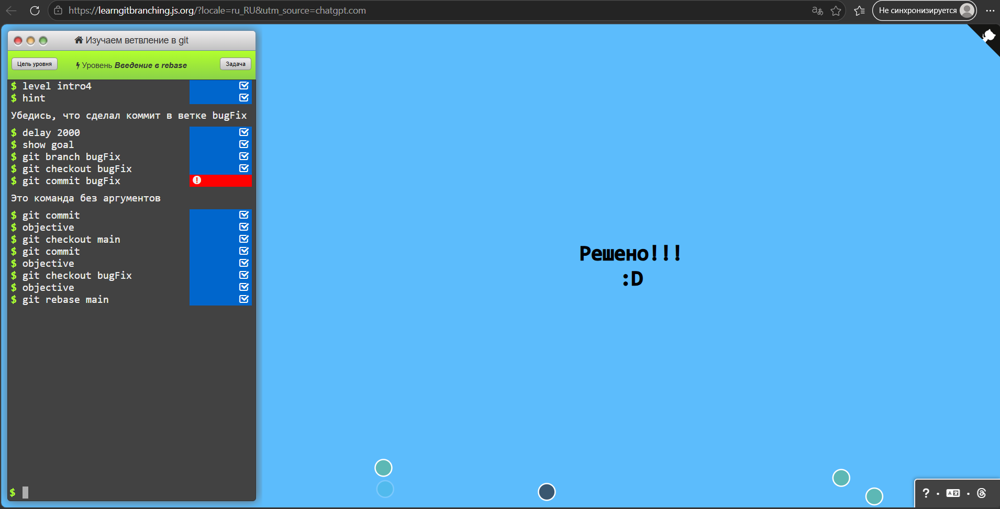 https://learngitbranching.js.org/?locale=ru_RU&utm_source=chatgpt.com
Не синхронизируется
Изучаем ветвление в git
Цель уровня
Уровень Введение в rebase
Задача
$ level intro4
$ hint
Убедись, что сделал коммит в ветке bugFix
$ delay 2000
$ show goal
$ git branch bugFix
$ git checkout bugFix
$ git commit bugFix
Это команда без аргументов
$ git commit
$ objective
$ git checkout main
$ git commit
$ objective
$ git checkout bugFix
$ objective
$ git rebase main
$
Решено!!!
:D
?